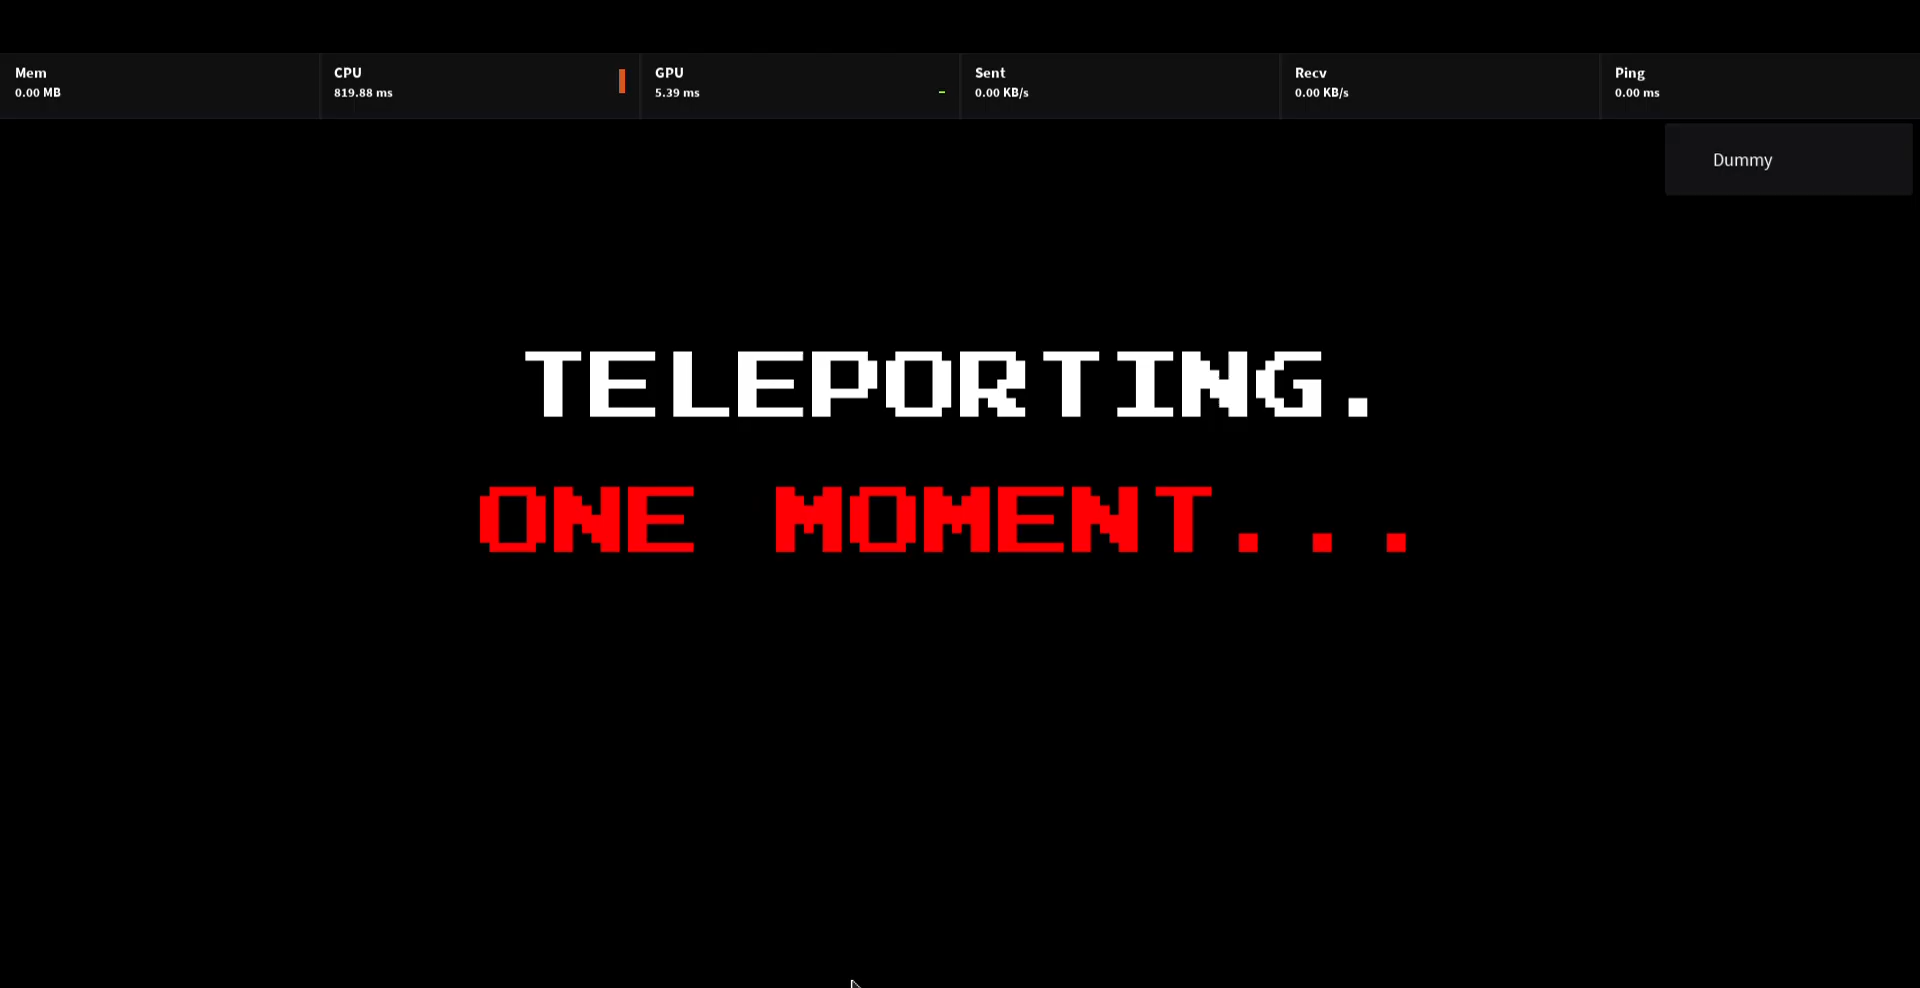 Mem CPU GPU Sent Recv Ping
0.00 MB 819.88 ms 5.39 ms 0.00 KB/s 0.00 KB/s 0.00 ms
Dummy
TELEPORTING.
ONE MOMENT...